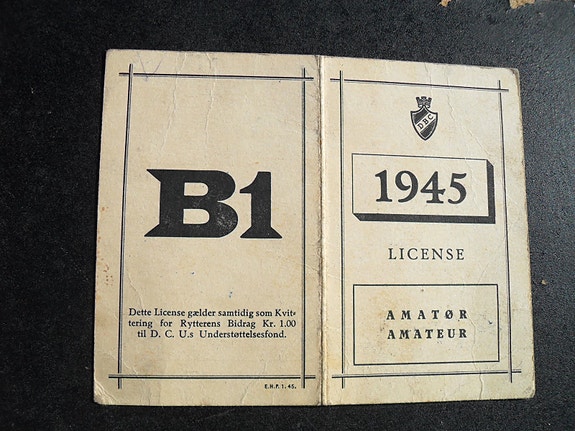 B1
Dette License gælder samtidig som Kvit-
tering for Rytterens Bidrag Kr. 1.00
til D. C. U.s Understøttelsesfond.
E.H.P. 1. 45.
DBC
1945
LICENSE
AMATØR
AMATEUR